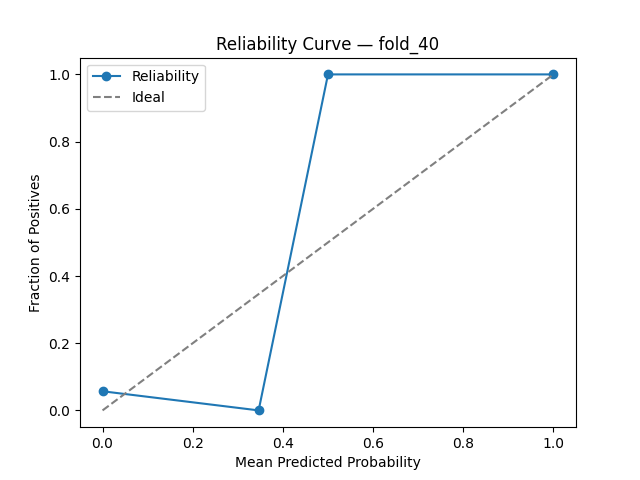 Reliability Curve — fold_40
Reliability
Ideal
Fraction of Positives
1.0
0.8
0.6
0.4
0.2
0.0
0.0 0.2 0.4 0.6 0.8 1.0
Mean Predicted Probability